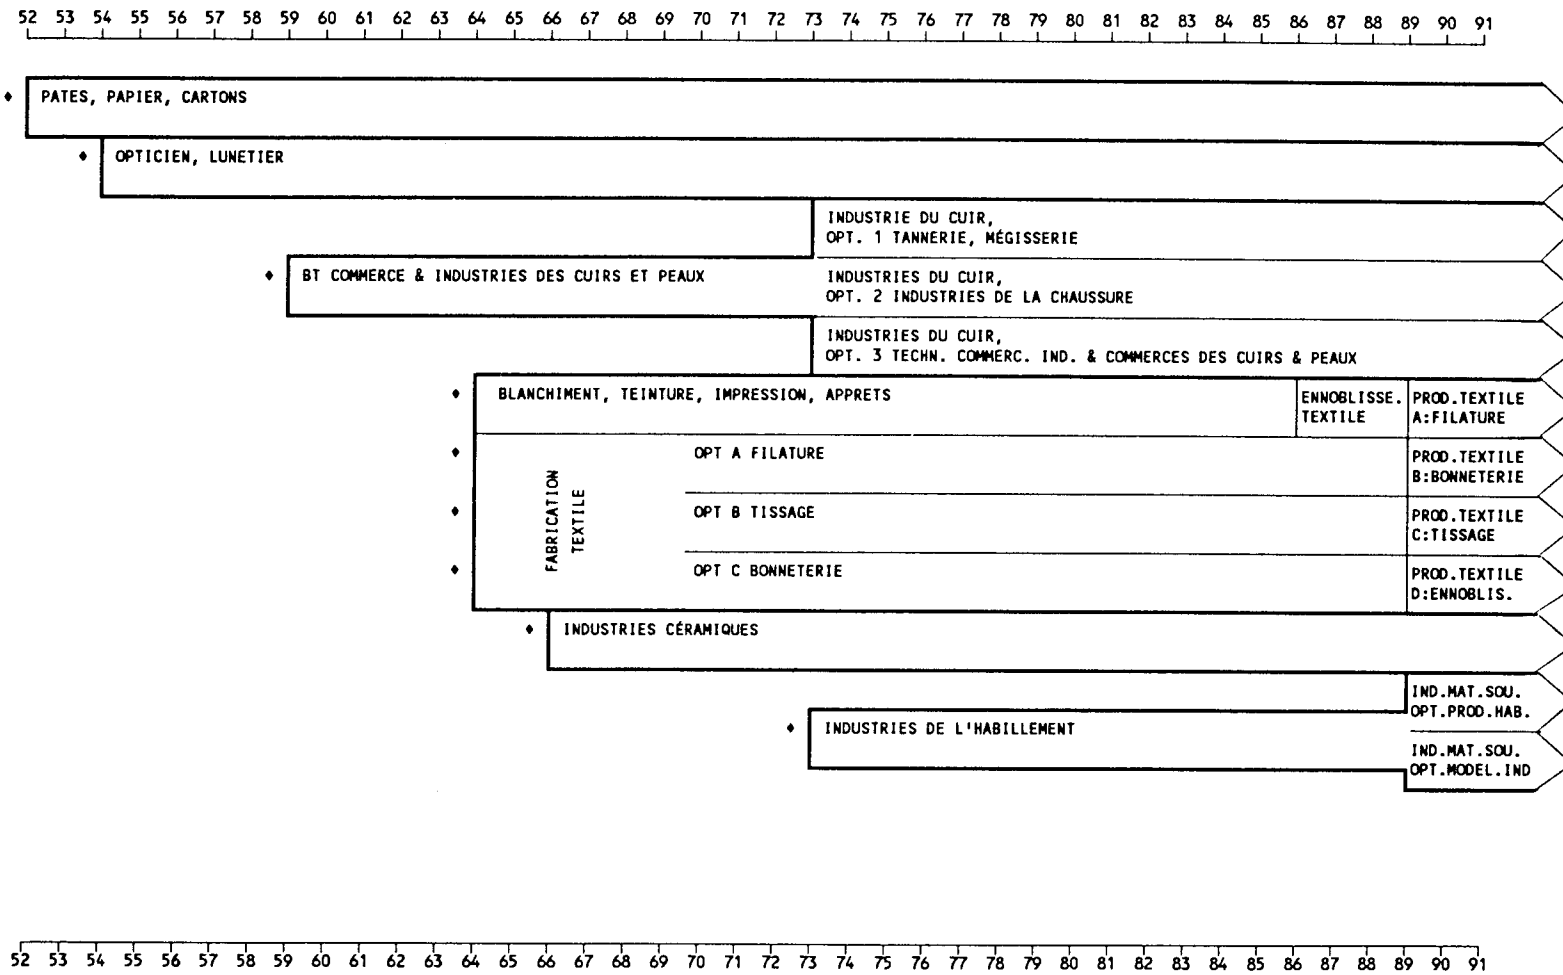 52 53 54 55 56 57 58 59 60 61 62 63 64 65 66 67 68 69 70 71 72 73 74 75 76 77 78 79 80 81 82 83 84 85 86 87 88 89 90 91
PATES, PAPIER, CARTONS
OPTICIEN, LUNETIER
INDUSTRIE DU CUIR,
OPT. 1 TANNERIE, MÉGISSERIE
BT COMMERCE & INDUSTRIES DES CUIRS ET PEAUX
INDUSTRIES DU CUIR,
OPT. 2 INDUSTRIES DE LA CHAUSSURE
INDUSTRIES DU CUIR,
OPT. 3 TECHN. COMMERC. IND. & COMMERCES DES CUIRS & PEAUX
BLANCHIMENT, TEINTURE, IMPRESSION, APPRETS
ENNOBLISSE.
TEXTILE
PROD.TEXTILE
A:FILATURE
FABRICATION
TEXTILE
OPT A FILATURE
PROD.TEXTILE
B:BONNETERIE
OPT B TISSAGE
PROD.TEXTILE
C:TISSAGE
OPT C BONNETERIE
PROD.TEXTILE
D:ENNOBLIS.
INDUSTRIES CÉRAMIQUES
IND.MAT.SOU.
OPT.PROD.HAB.
INDUSTRIES DE L'HABILLEMENT
IND.MAT.SOU.
OPT.MODEL.IND
52 53 54 55 56 57 58 59 60 61 62 63 64 65 66 67 68 69 70 71 72 73 74 75 76 77 78 79 80 81 82 83 84 85 86 87 88 89 90 91